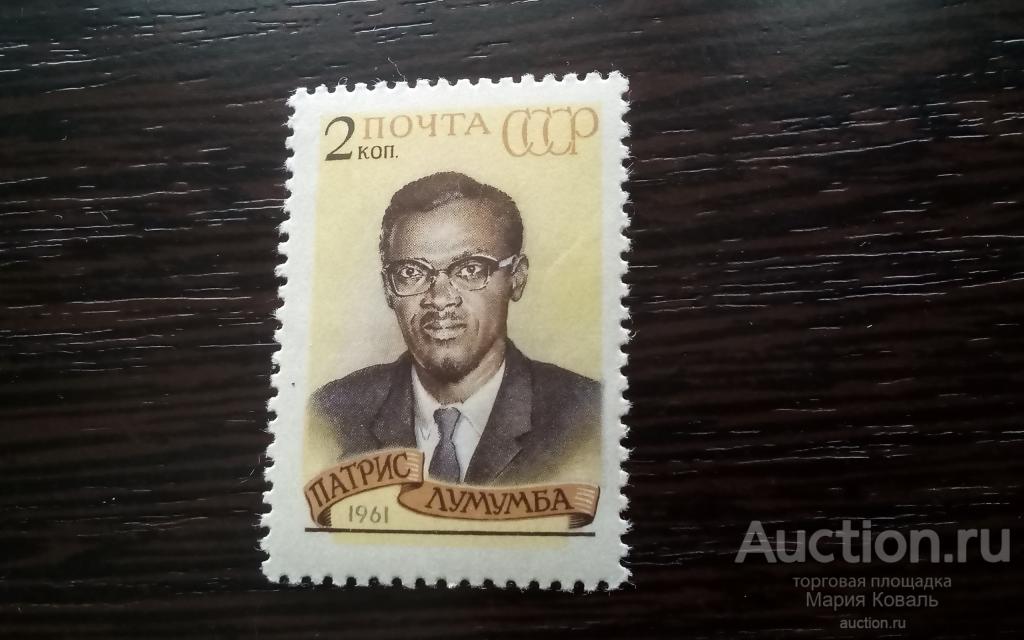 2 ПОЧТА СССР
КОП.
ПАТРИС
ЛУМУМБА
1961
Auction.ru
торговая площадка
Мария Коваль
auction.ru